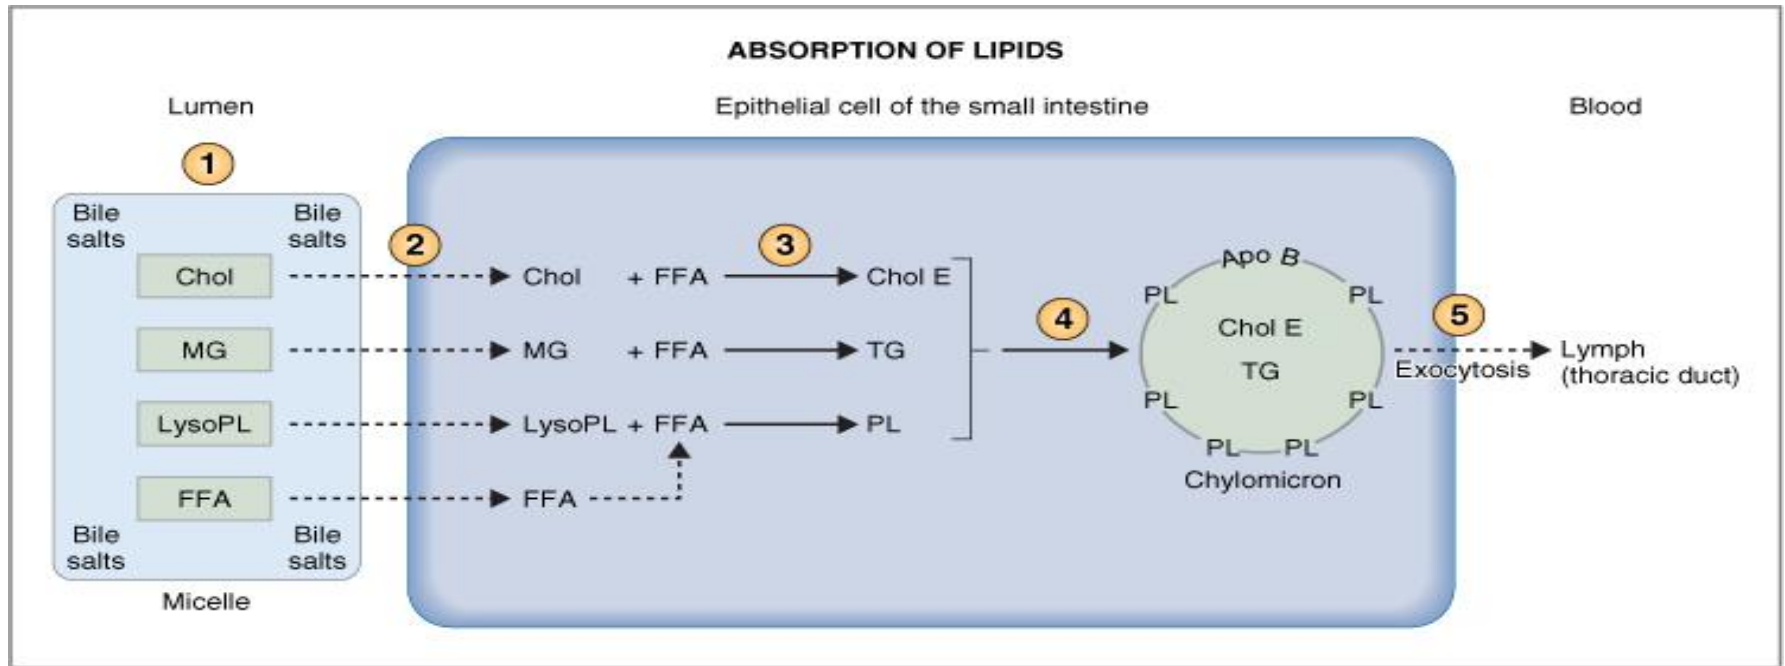 ABSORPTION OF LIPIDS
Lumen
Epithelial cell of the small intestine
Blood
1
Bile salts
Bile salts
2
3
Chol
Chol + FFA
Chol E
MG
MG + FFA
TG
LysoPL
LysoPL + FFA
PL
FFA
FFA
Bile salts
Bile salts
Micelle
4
Apo B
PL
PL
Chol E
TG
PL
PL
PL
PL
Chylomicron
5
Exocytosis
Lymph
(thoracic duct)